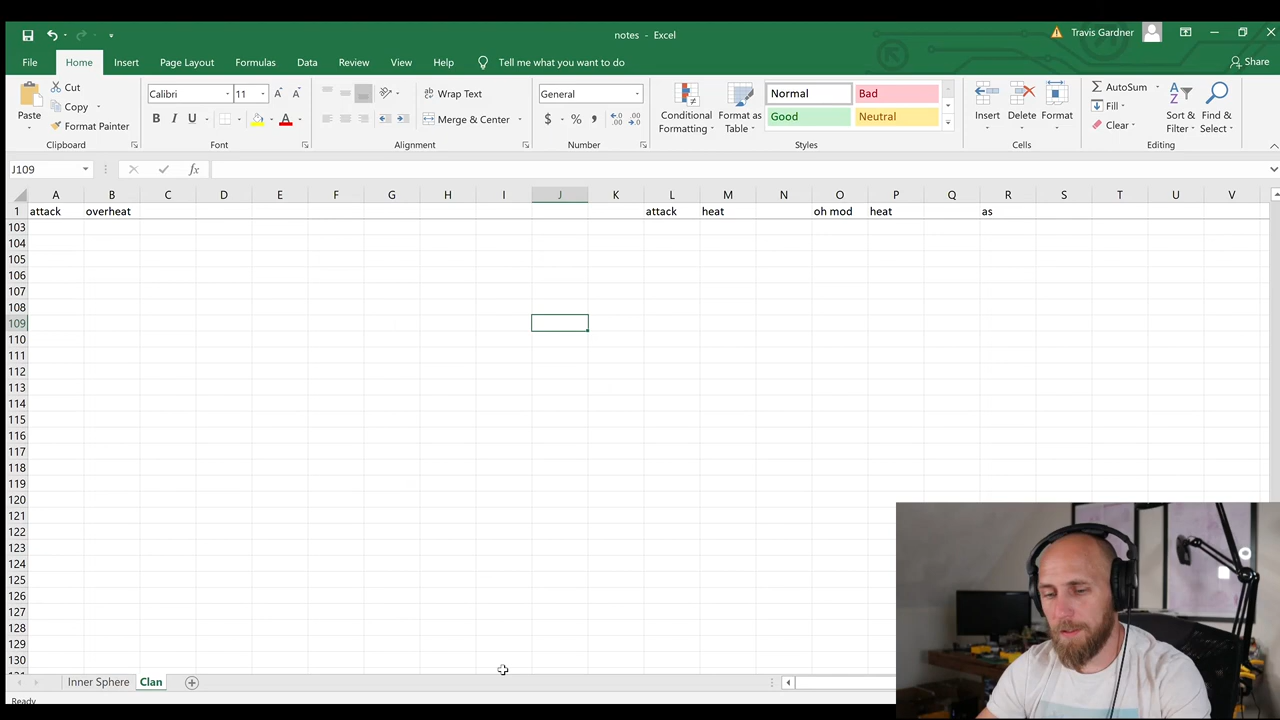 notes - Excel
Travis Gardner
File Home Insert Page Layout Formulas Data Review View Help Tell me what you want to do
Share
Paste
Cut
Copy
Format Painter
Clipboard
Calibri 11
B I U
Font
Wrap Text
Merge & Center
Alignment
General
$ % ,
Number
Conditional Formatting
Format as Table
Normal Bad
Good Neutral
Styles
Insert Delete Format
Cells
AutoSum
Fill
Clear
Sort & Filter
Find & Select
Editing
J109 fx
A B C D E F G H I J K L M N O P Q R S T U V
1 attack overheat attack heat oh mod heat as
103
104
105
106
107
108
109
110
111
112
113
114
115
116
117
118
119
120
121
122
123
124
125
126
127
128
129
130
Inner Sphere Clan
Ready